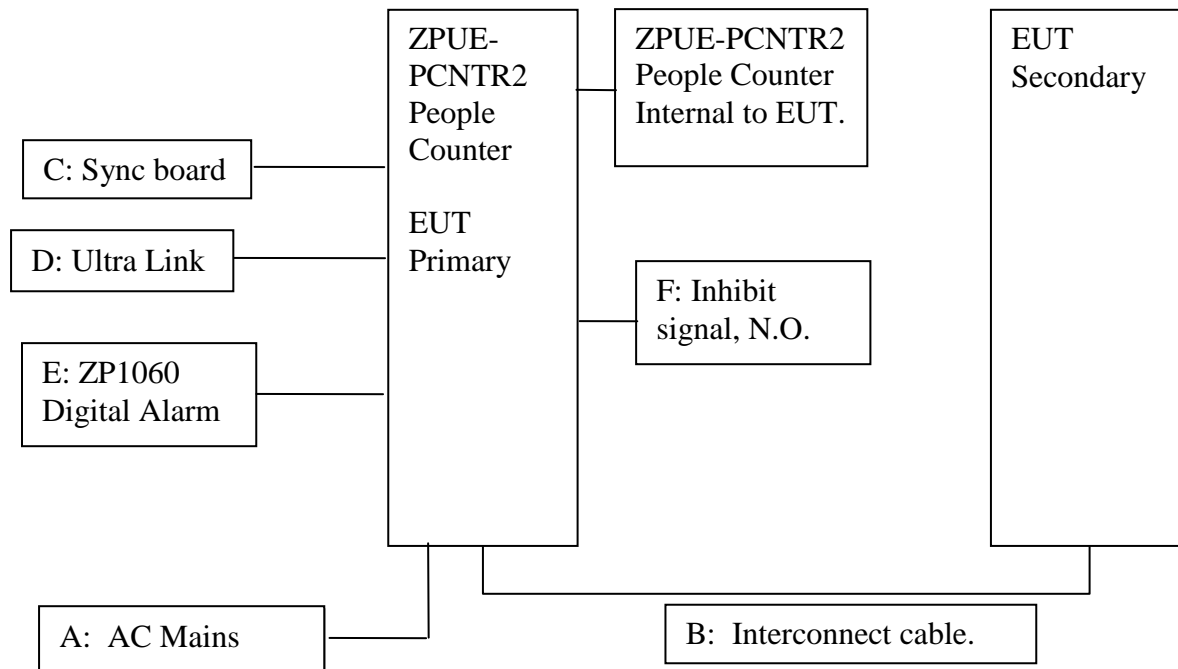 ZPUE-
PCNTR2
People
Counter
EUT
Primary
ZPUE-PCNTR2
People Counter
Internal to EUT.
EUT
Secondary
C: Sync board
D: Ultra Link
F: Inhibit
signal, N.O.
E: ZP1060
Digital Alarm
A: AC Mains
B: Interconnect cable.